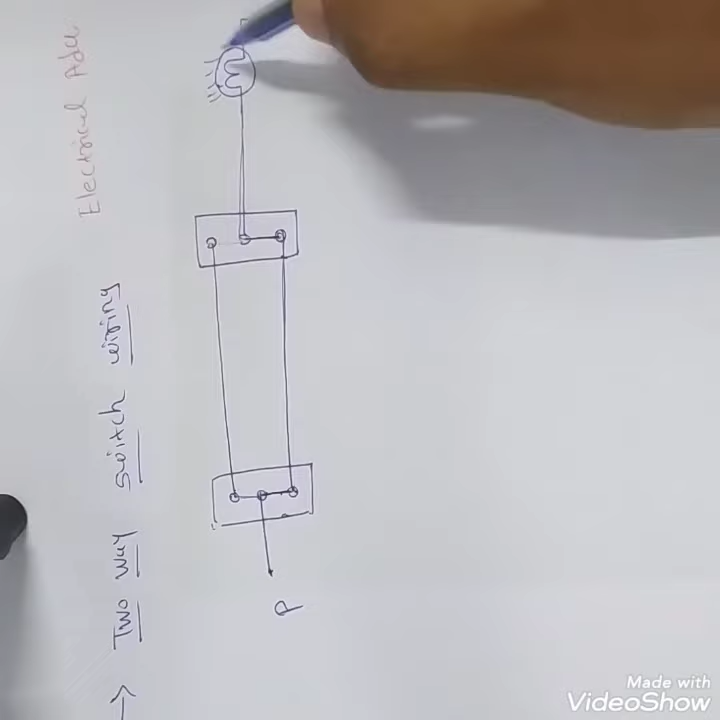 Electrical
→ Two way switch wiring
P
Made with
VideoShow